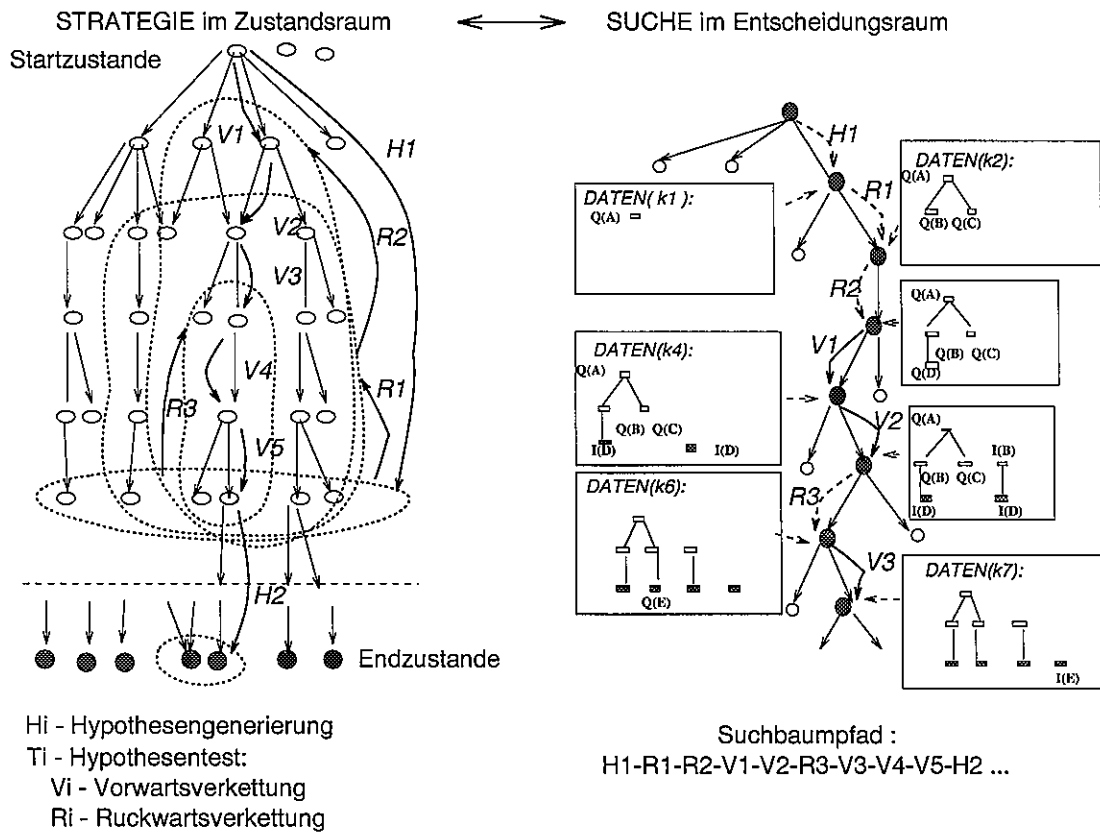 STRATEGIE im Zustandsraum
SUCHE im Entscheidungsraum
Startzustande
V1
H1
V2
R2
V3
V4
R1
R3
V5
H2
Endzustande
Hi - Hypothesengenerierung
Ti - Hypothesentest:
Vi - Vorwartsverkettung
Ri - Ruckwartsverkettung
H1
DATEN(k2):
Q(A)
Q(B) Q(C)
R1
DATEN( k1 ):
Q(A)
R2
Q(A)
Q(B) Q(C)
Q(D)
V1
DATEN(k4):
Q(A)
Q(B) Q(C)
I(D) I(D)
V2
Q(A) I(B)
Q(B) Q(C)
I(D) I(D)
R3
DATEN(k6):
Q(E)
V3
DATEN(k7):
I(E)
Suchbaumpfad :
H1-R1-R2-V1-V2-R3-V3-V4-V5-H2 ...